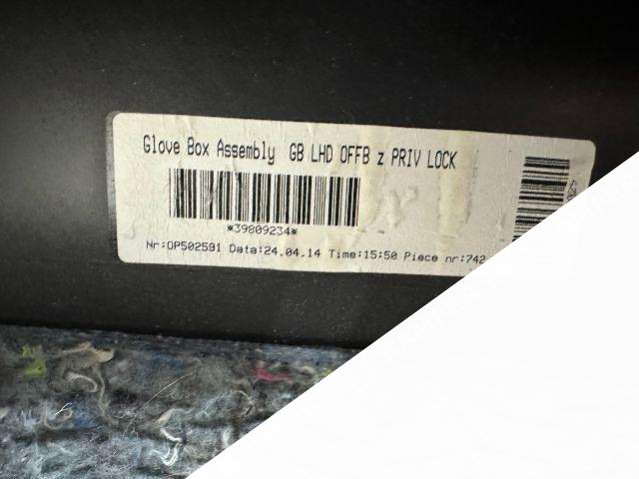 Glove Box Assembly GB LHD OFFB z PRIV LOCK
*39809234*
Nr:OP502591 Data:24.04.14 Time:15:50 Piece nr:742